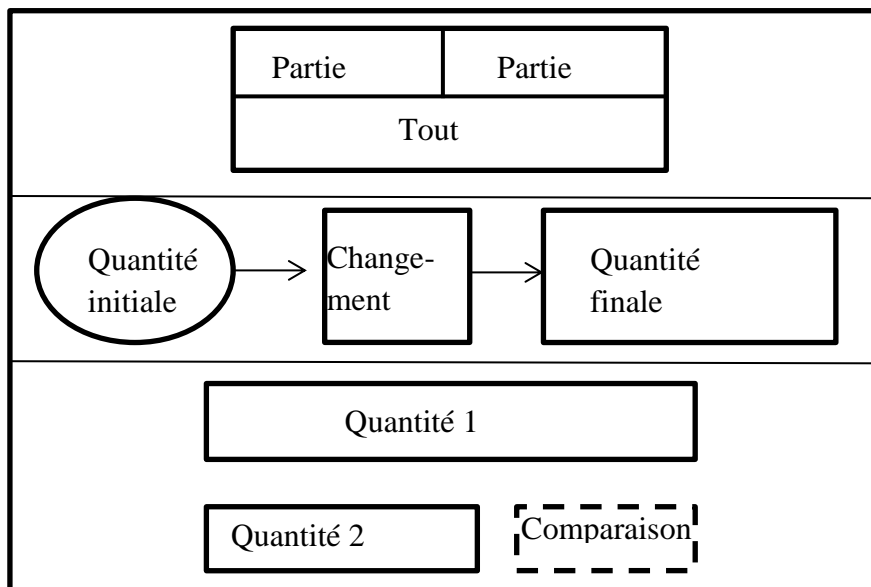 Partie Partie
Tout
Quantité Change- Quantité
initiale ment finale
Quantité 1
Quantité 2 Comparaison